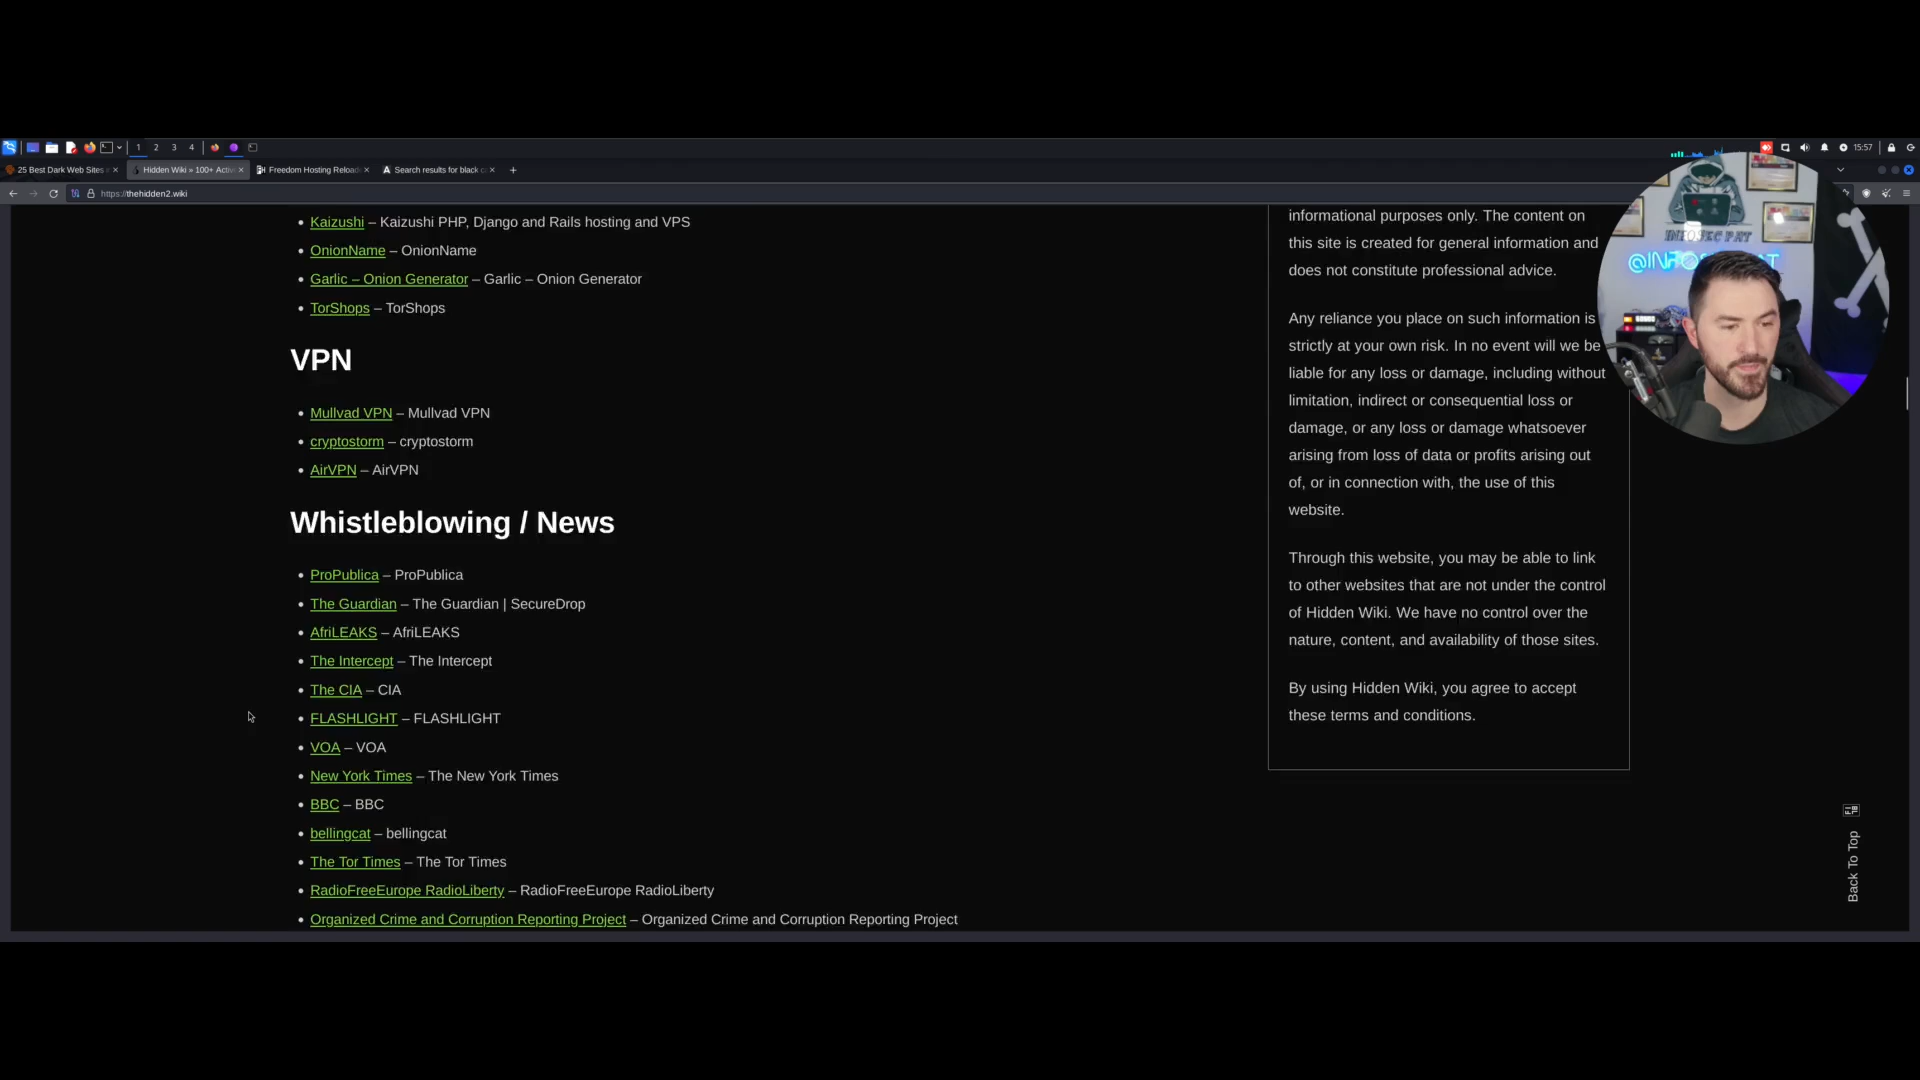 1 2 3 4
15:57
25 Best Dark Web Sites
Hidden Wiki » 100+ Acti
Freedom Hosting Reload
Search results for black
https://thehidden2.wiki
Kaizushi – Kaizushi PHP, Django and Rails hosting and VPS
OnionName – OnionName
Garlic – Onion Generator – Garlic – Onion Generator
TorShops – TorShops
VPN
Mullvad VPN – Mullvad VPN
cryptostorm – cryptostorm
AirVPN – AirVPN
Whistleblowing / News
ProPublica – ProPublica
The Guardian – The Guardian | SecureDrop
AfriLEAKS – AfriLEAKS
The Intercept – The Intercept
The CIA – CIA
FLASHLIGHT – FLASHLIGHT
VOA – VOA
New York Times – The New York Times
BBC – BBC
bellingcat – bellingcat
The Tor Times – The Tor Times
RadioFreeEurope RadioLiberty – RadioFreeEurope RadioLiberty
Organized Crime and Corruption Reporting Project – Organized Crime and Corruption Reporting Project
informational purposes only. The content on
this site is created for general information and
does not constitute professional advice.
Any reliance you place on such information is
strictly at your own risk. In no event will we be
liable for any loss or damage, including without
limitation, indirect or consequential loss or
damage, or any loss or damage whatsoever
arising from loss of data or profits arising out
of, or in connection with, the use of this
website.
Through this website, you may be able to link
to other websites that are not under the control
of Hidden Wiki. We have no control over the
nature, content, and availability of those sites.
By using Hidden Wiki, you agree to accept
these terms and conditions.
INFOSEC PAT
Back To Top